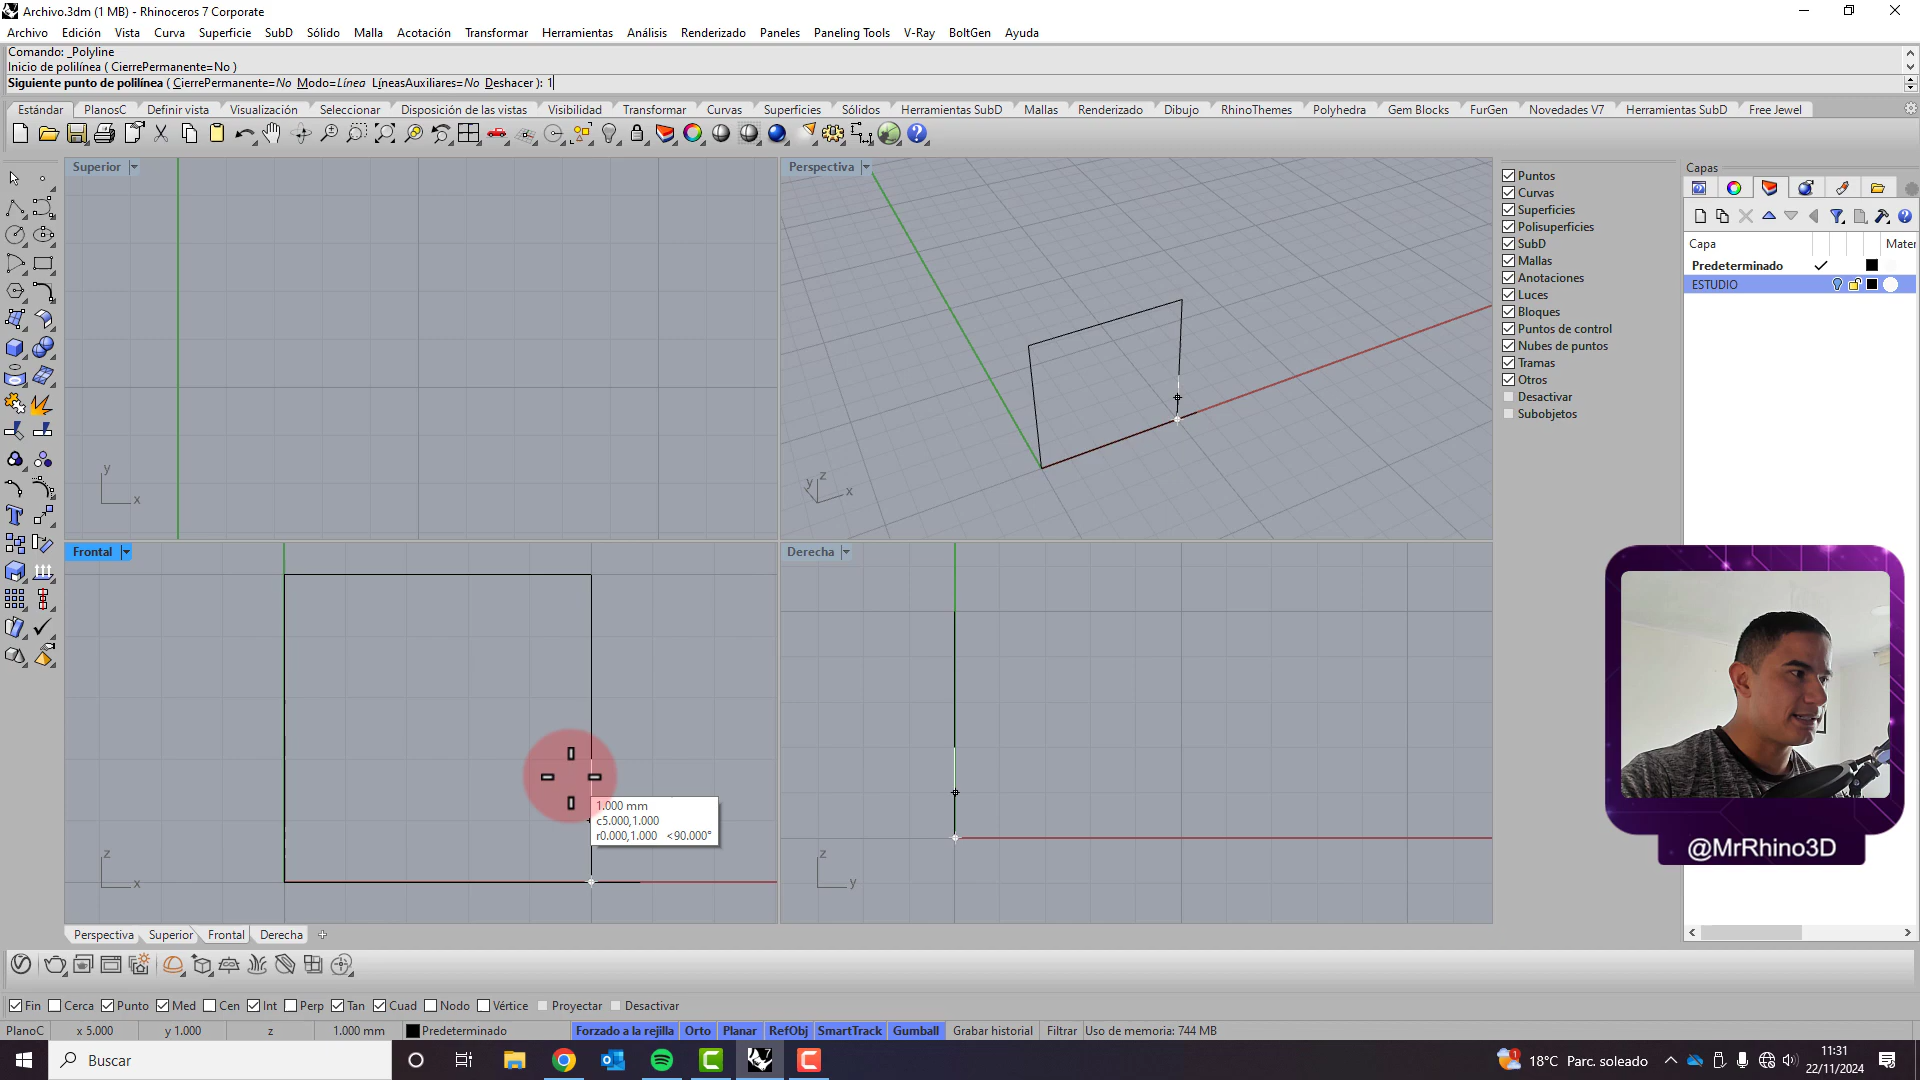 Archivo.3dm (1 MB) - Rhinoceros 7 Corporate
Archivo Edición Vista Curva Superficie SubD Sólido Malla Acotación Transformar Herramientas Análisis Renderizado Paneles Paneling Tools V-Ray BoltGen Ayuda
Comando: _Polyline
Inicio de polilínea ( CierrePermanente=No )
Siguiente punto de polilínea ( CierrePermanente=No Modo=Línea LíneasAuxiliares=No Deshacer ): 1
Estándar PlanosC Definir vista Visualización Seleccionar Disposición de las vistas Visibilidad Transformar Curvas Superficies Sólidos Herramientas SubD Mallas Renderizado Dibujo RhinoThemes Polyhedra Gem Blocks FurGen Novedades V7 Herramientas SubD Free Jewel
Superior
Perspectiva
Capas
Puntos
Curvas
Superficies
Polisuperficies
SubD
Mallas
Anotaciones
Luces
Bloques
Puntos de control
Nubes de puntos
Tramas
Otros
Desactivar
Subobjetos
Capa Mater
Predeterminado
ESTUDIO
y
x
z
y x
Frontal
Derecha
1.000 mm
c5.000,1.000
r0.000,1.000 <90.000°
z
x
z
y
@MrRhino3D
Perspectiva Superior Frontal Derecha
Fin Cerca Punto Med Cen Int Perp Tan Cuad Nodo Vértice Proyectar Desactivar
PlanoC x 5.000 y 1.000 z 1.000 mm Predeterminado Forzado a la rejilla Orto Planar RefObj SmartTrack Gumball Grabar historial Filtrar Uso de memoria: 744 MB
Buscar
1
18°C Parc. soleado
11:31
22/11/2024